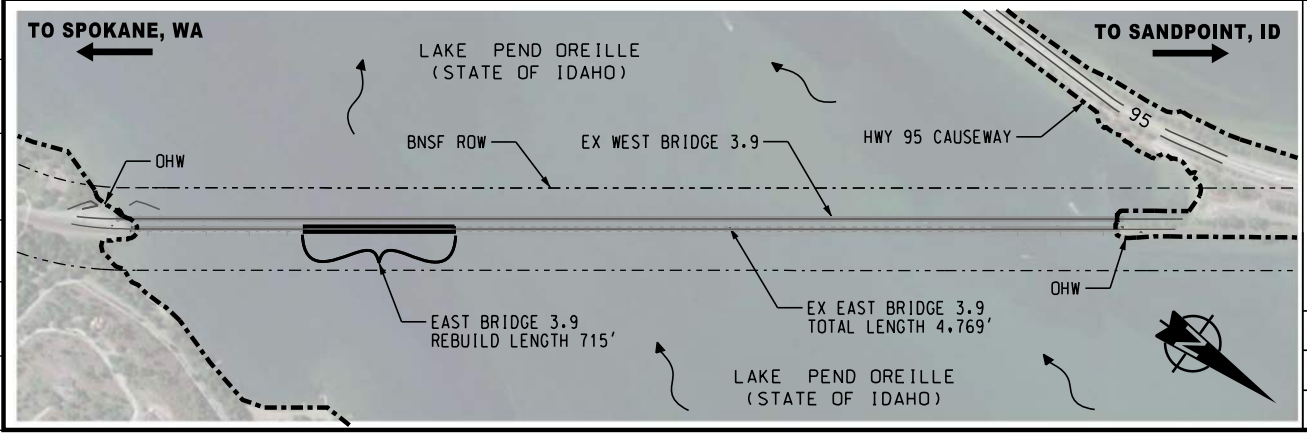 TO SPOKANE, WA
TO SANDPOINT, ID
LAKE PEND OREILLE
(STATE OF IDAHO)
95
BNSF ROW
EX WEST BRIDGE 3.9
HWY 95 CAUSEWAY
OHW
OHW
EX EAST BRIDGE 3.9
TOTAL LENGTH 4,769'
EAST BRIDGE 3.9
REBUILD LENGTH 715'
LAKE PEND OREILLE
(STATE OF IDAHO)
N